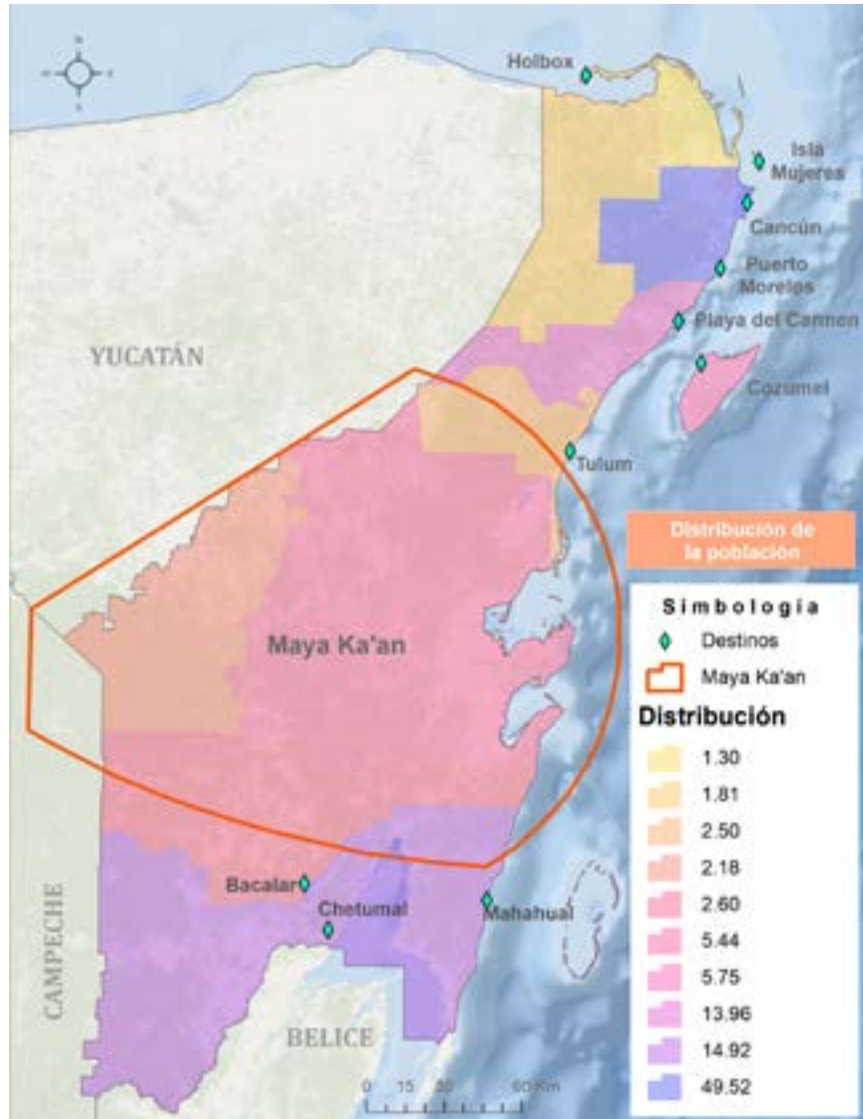 N
Holbox
Isla
Mujeres
Cancún
Puerto
Morelos
Playa del Carmen
YUCATÁN
Cozumel
Tulum
Distribución de
la población
Simbología
Destinos
Maya Ka'an
Maya Ka'an
Distribución
1.30
1.81
2.50
2.18
2.60
5.44
5.75
13.96
14.92
49.52
Bacalar
Chetumal
Mahahual
CAMPECHE
BELICE
0 15 30 60 Km